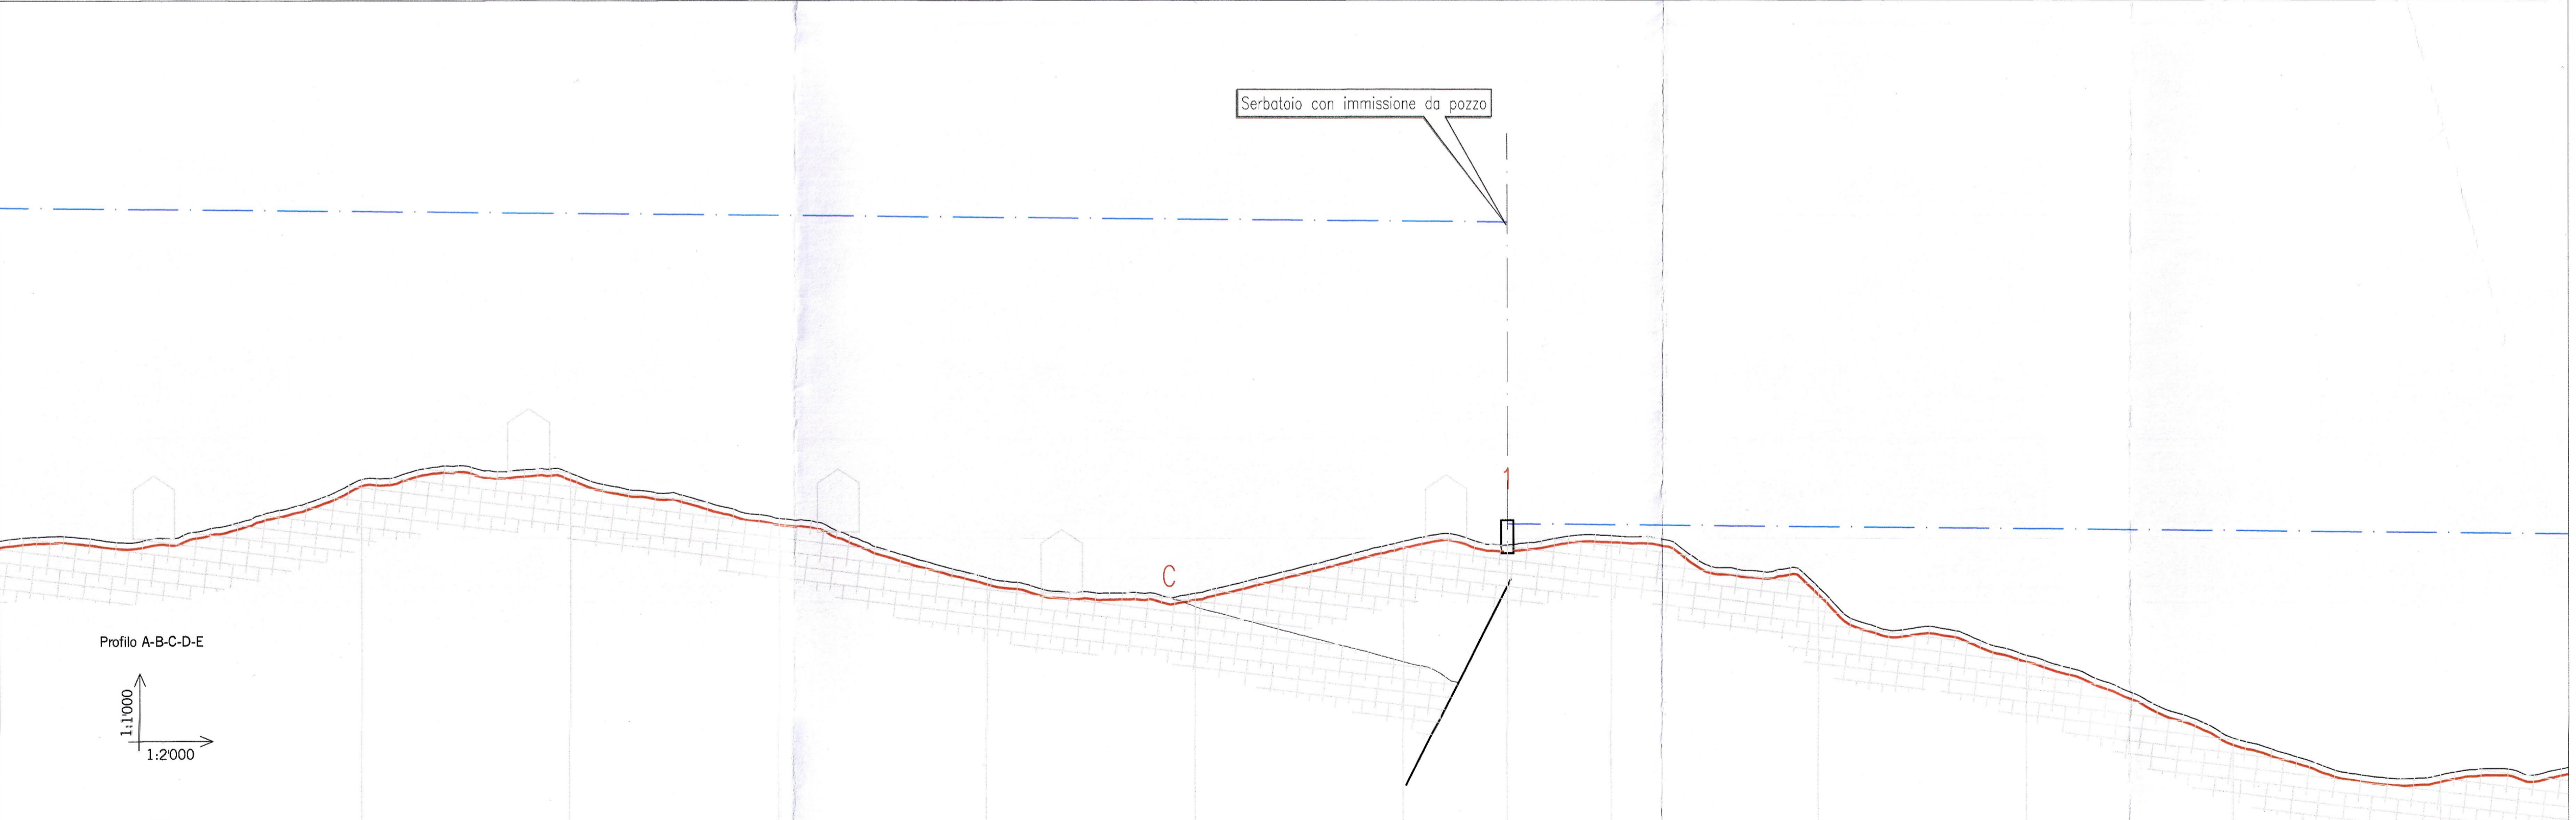 Serbatoio con immissione da pozzo
1
C
Profilo A-B-C-D-E
1:1'000
1:2'000